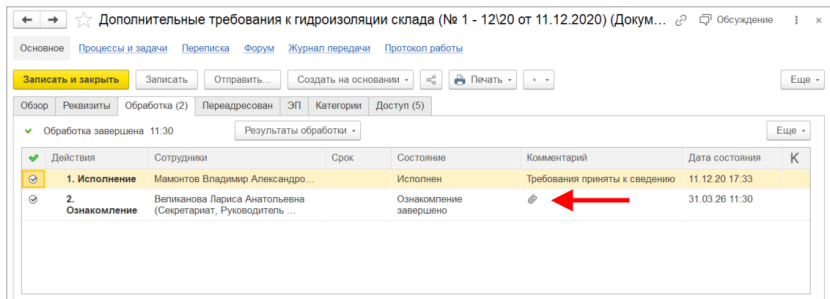 Дополнительные требования к гидроизоляции склада (№ 1 - 12\20 от 11.12.2020) (Докум... Обсуждение
Основное Процессы и задачи Переписка Форум Журнал передачи Протокол работы
Записать и закрыть Записать Отправить... Создать на основании Печать Еще
Обзор Реквизиты Обработка (2) Переадресован ЭП Категории Доступ (5)
Обработка завершена 11:30 Результаты обработки Еще
Действия Сотрудники Срок Состояние Комментарий Дата состояния К
1. Исполнение Мамонтов Владимир Александро... Исполнен Требования приняты к сведению 11.12.20 17:33
2. Великанова Лариса Анатольевна Ознакомление 31.03.26 11:30
Ознакомление (Секретариат, Руководитель ... завершено